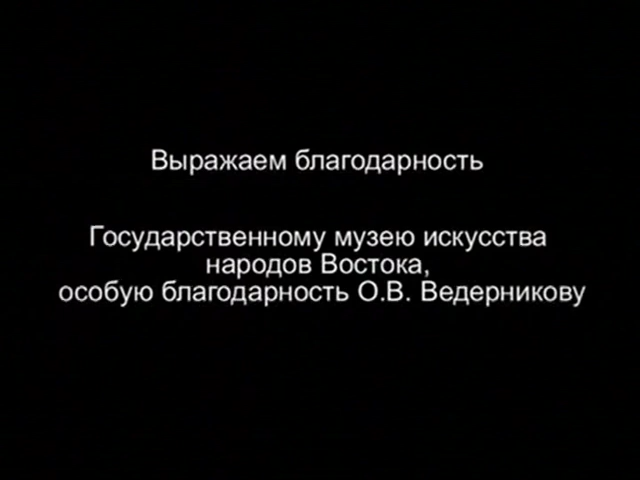 Выражаем благодарность
Государственному музею искусства
народов Востока,
особую благодарность О.В. Ведерникову